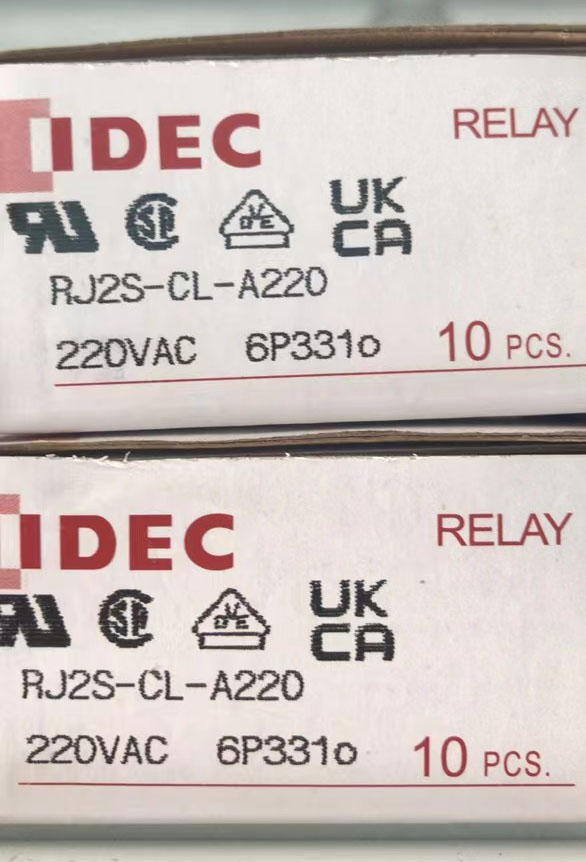 IDEC RELAY
UK
CA
RJ2S-CL-A220
220VAC 6P331o 10 PCS.
IDEC RELAY
UK
CA
RJ2S-CL-A220
220VAC 6P331o 10 PCS.